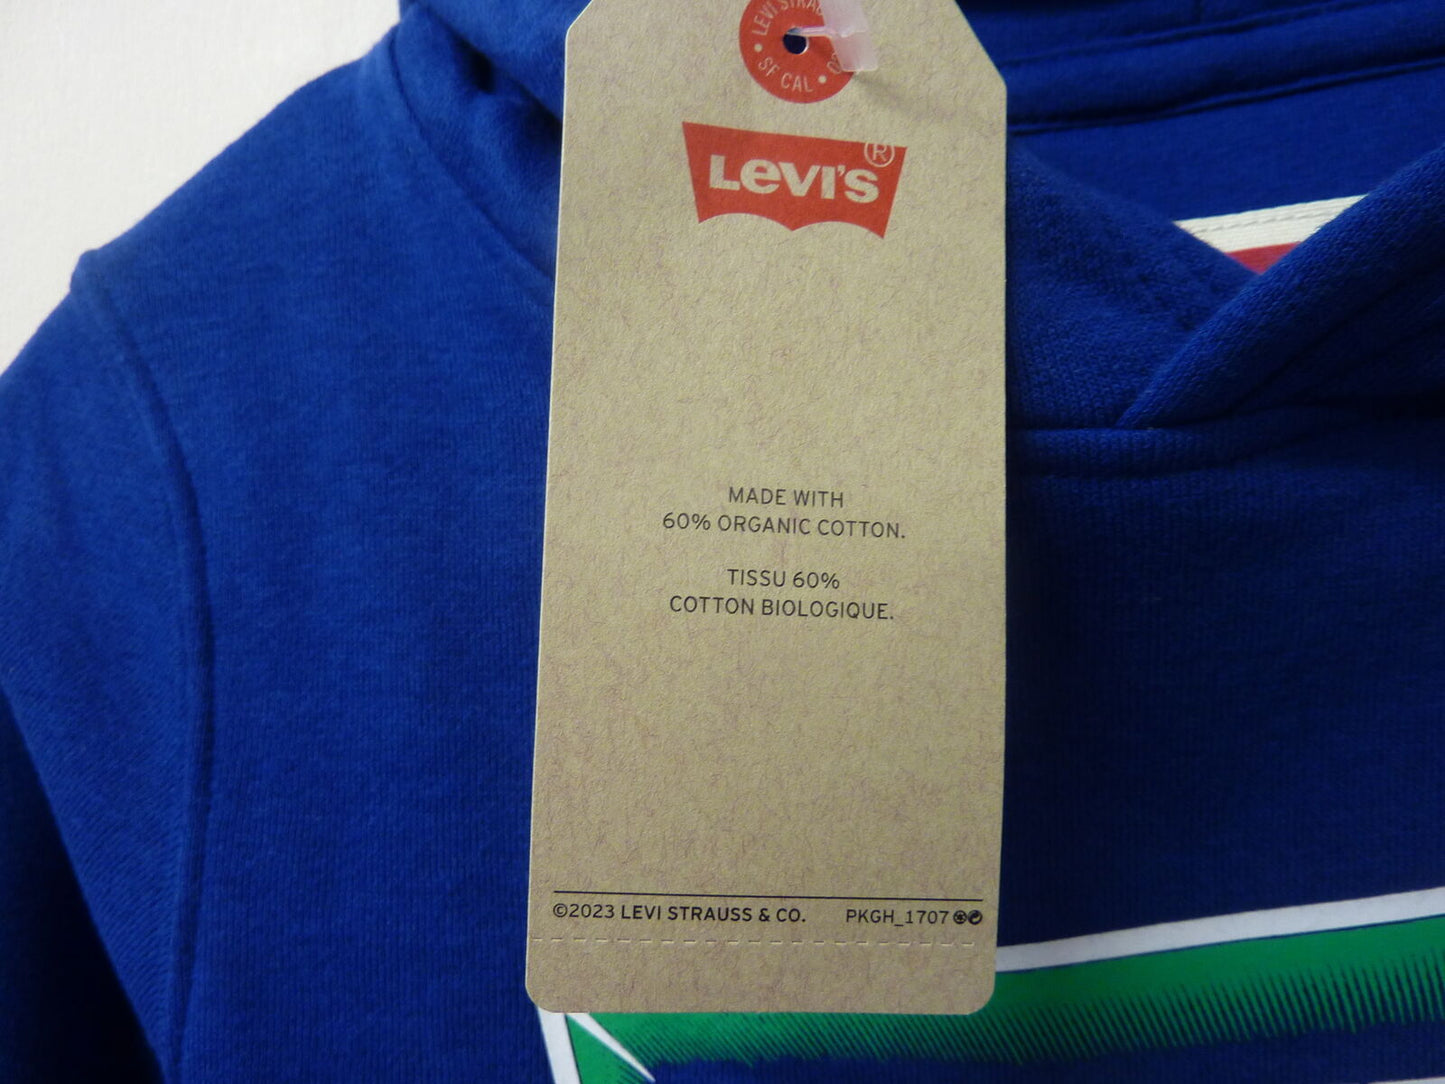 LEVI STRAUSS
SF CAL
LEVI'S®
MADE WITH
60% ORGANIC COTTON.
TISSU 60%
COTTON BIOLOGIQUE.
©2023 LEVI STRAUSS & CO. PKGH_1707